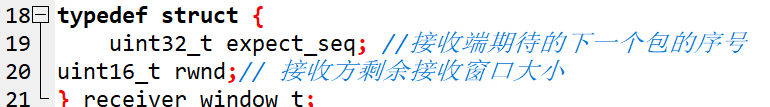 18 typedef struct {
19 uint32_t expect_seq; //接收端期待的下一个包的序号
20 uint16_t rwnd;// 接收方剩余接收窗口大小
21 } receiver_window_t;